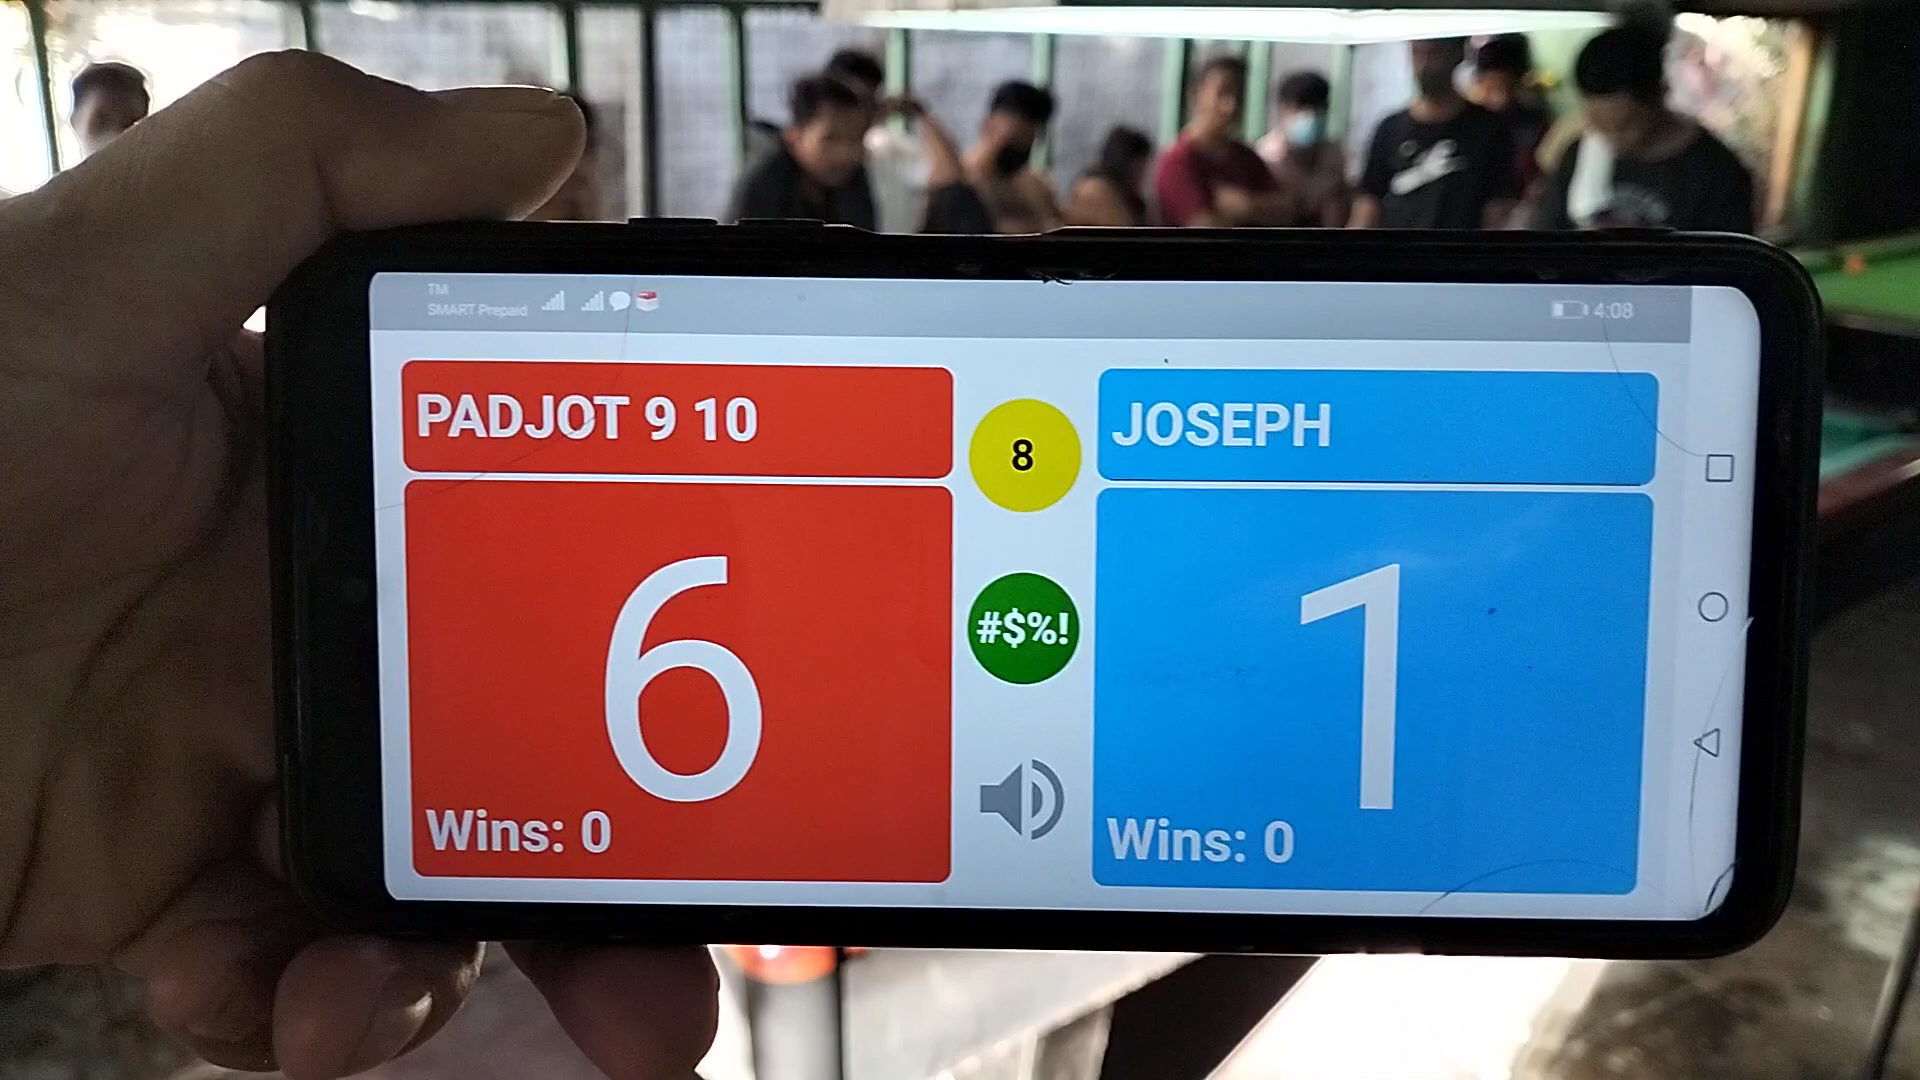 TM
SMART Prepaid
4:08
PADJOT 9 10
8
JOSEPH
6
#$%!
1
Wins: 0
Wins: 0